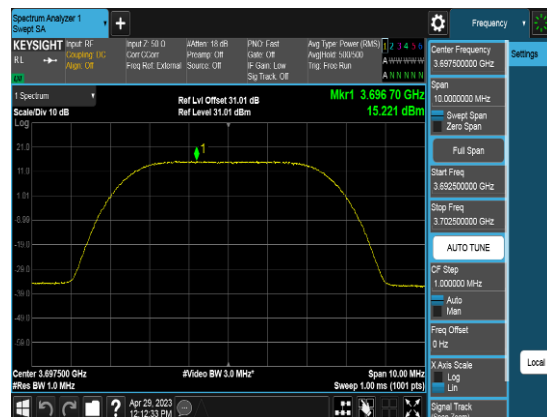 Spectrum Analyzer 1
Swept SA
+
Frequency
KEYSIGHT
RL
Input: RF
Coupling: DC
Align: Off
Input Z: 50 Ω
Corr CCorr
Freq Ref: External
#Atten: 18 dB
Preamp: Off
Source: Off
PNO: Fast
Gate: Off
IF Gain: Low
Sig Track: Off
Avg Type: Power (RMS)
Avg|Hold: 500/500
Trig: Free Run
1 2 3 4 5 6
A W W W W W
A N N N N N
Center Frequency
3.697500000 GHz
Settings
Span
10.0000000 MHz
Swept Span
Zero Span
Full Span
Start Freq
3.692500000 GHz
Stop Freq
3.702500000 GHz
AUTO TUNE
CF Step
1.000000 MHz
Auto
Man
Freq Offset
0 Hz
X Axis Scale
Log
Lin
Local
Signal Track
1 Spectrum
Scale/Div 10 dB
Ref Lvl Offset 31.01 dB
Ref Level 31.01 dBm
Mkr1 3.696 70 GHz
15.221 dBm
Log
21.0
11.0
1.01
-8.99
-19.0
-29.0
-39.0
-49.0
-59.0
1
Center 3.697500 GHz
#Res BW 1.0 MHz
#Video BW 3.0 MHz*
Span 10.00 MHz
Sweep 1.00 ms (1001 pts)
?
Apr 29, 2023
12:12:33 PM